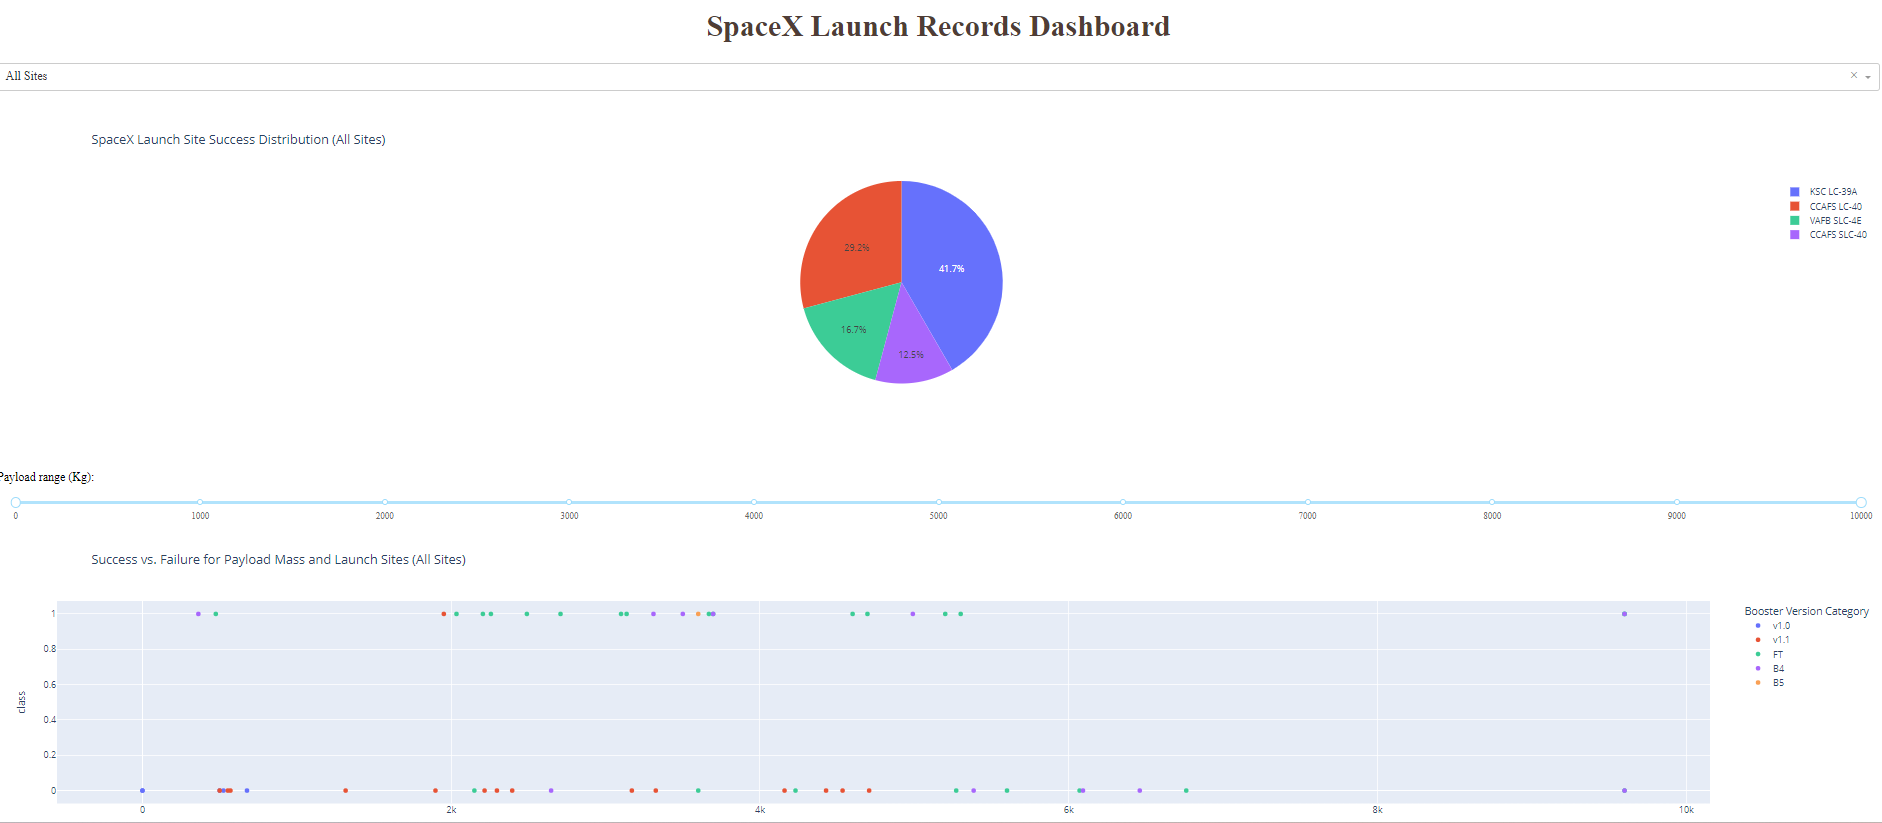 SpaceX Launch Records Dashboard
All Sites
×
SpaceX Launch Site Success Distribution (All Sites)
KSC LC-39A
CCAFS LC-40
VAFB SLC-4E
CCAFS SLC-40
29.2%
41.7%
16.7%
12.5%
Payload range (Kg):
0 1000 2000 3000 4000 5000 6000 7000 8000 9000 10000
Success vs. Failure for Payload Mass and Launch Sites (All Sites)
Booster Version Category
v1.0
v1.1
FT
B4
B5
class
1
0.8
0.6
0.4
0.2
0
0 2k 4k 6k 8k 10k